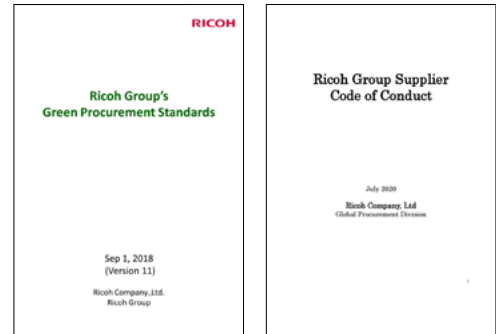 RICOH
Ricoh Group's
Green Procurement Standards
Sep 1, 2018
(Version 11)
Ricoh Company.,Ltd.
Ricoh Group
Ricoh Group Supplier
Code of Conduct
July 2020
Ricoh Company, Ltd
Global Procurement Division